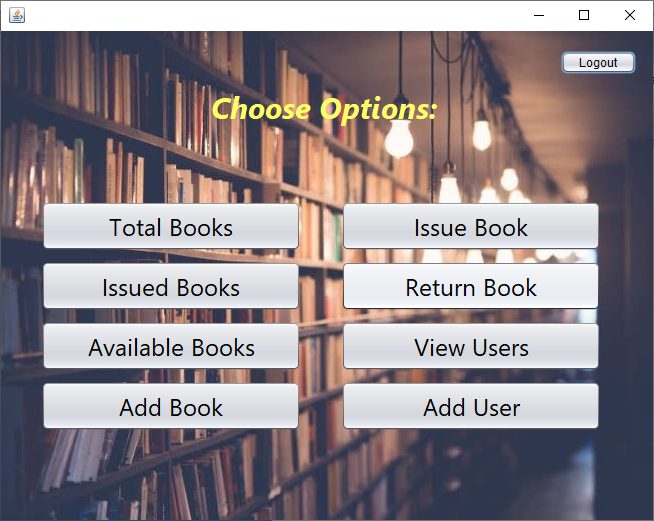 Logout
Choose Options:
Total Books
Issue Book
Issued Books
Return Book
Available Books
View Users
Add Book
Add User